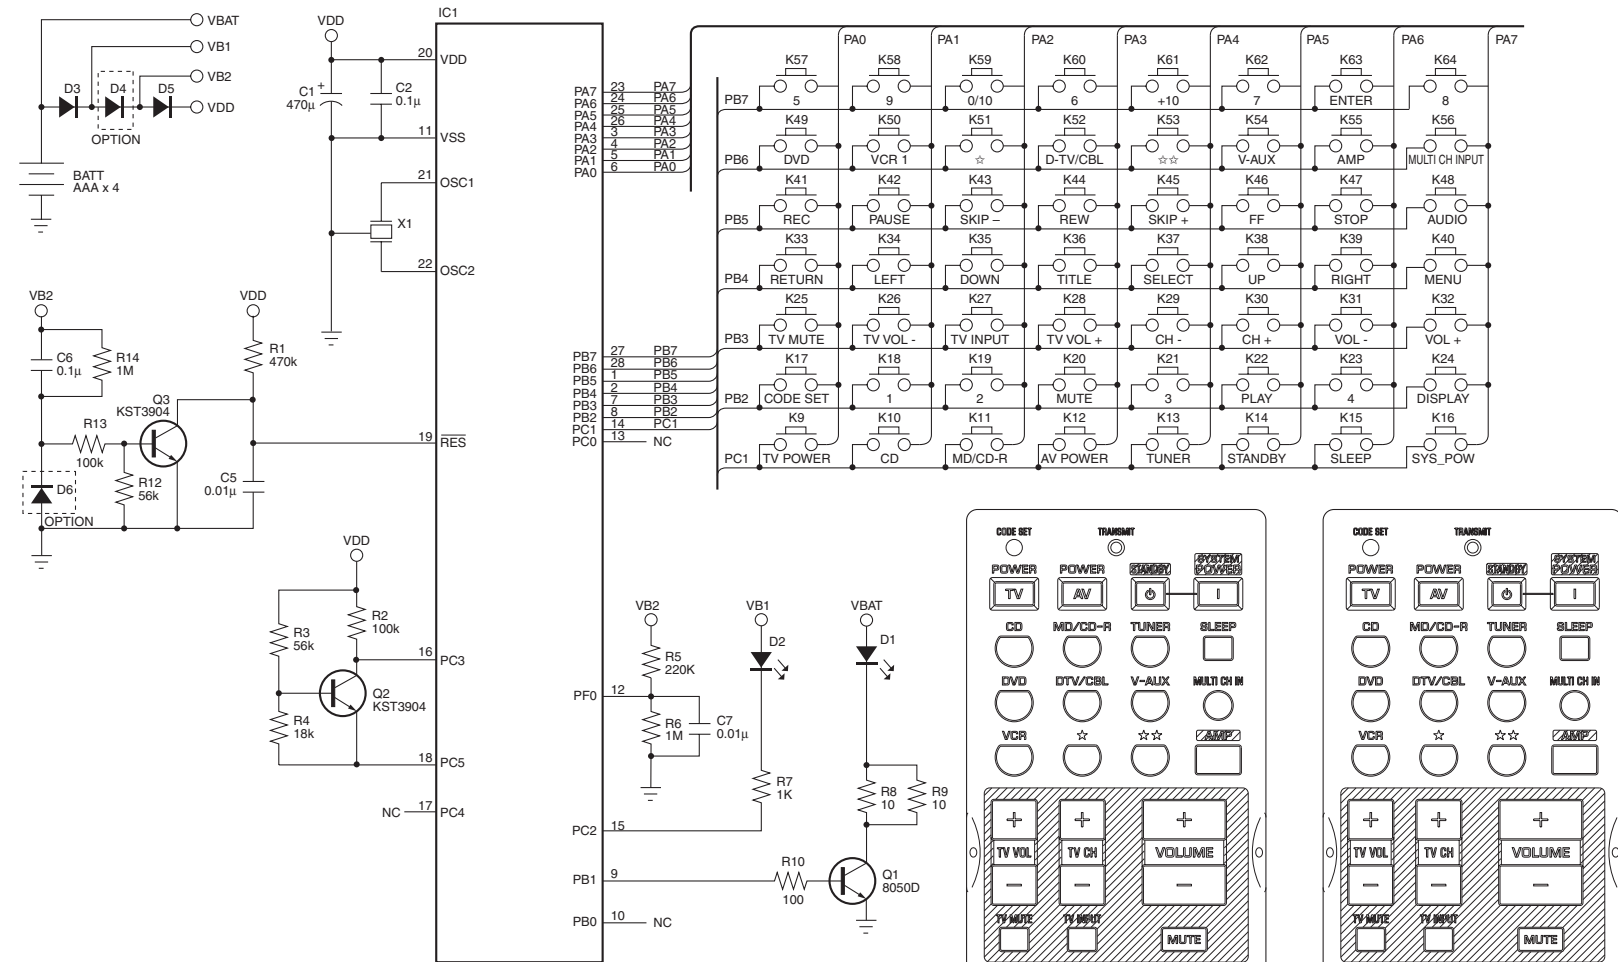 IC1
VBAT
VB1
VB2
VDD
D3 D4 D5
OPTION
BATT
AAA x 4
VDD
C1 +
470µ
C2
0.1µ
20 VDD
11 VSS
21 OSC1
X1
22 OSC2
PA7 23 PA7
PA6 24 PA6
PA5 25 PA5
PA4 26 PA4
PA3 3 PA3
PA2 4 PA2
PA1 5 PA1
PA0 6 PA0
PA0 PA1 PA2 PA3 PA4 PA5 PA6 PA7
K57 K58 K59 K60 K61 K62 K63 K64
PB7 5 9 0/10 6 +10 7 ENTER 8
K49 K50 K51 K52 K53 K54 K55 K56
PB6 DVD VCR 1 ☆ D-TV/CBL ☆☆ V-AUX AMP MULTI CH INPUT
K41 K42 K43 K44 K45 K46 K47 K48
PB5 REC PAUSE SKIP – REW SKIP + FF STOP AUDIO
K33 K34 K35 K36 K37 K38 K39 K40
PB4 RETURN LEFT DOWN TITLE SELECT UP RIGHT MENU
K25 K26 K27 K28 K29 K30 K31 K32
PB3 TV MUTE TV VOL - TV INPUT TV VOL + CH - CH + VOL - VOL +
K17 K18 K19 K20 K21 K22 K23 K24
PB2 CODE SET 1 2 MUTE 3 PLAY 4 DISPLAY
K9 K10 K11 K12 K13 K14 K15 K16
PC1 TV POWER CD MD/CD-R AV POWER TUNER STANDBY SLEEP SYS_POW
PB7 27 PB7
PB6 28 PB6
PB5 1 PB5
PB4 2 PB4
PB3 7 PB3
PB2 8 PB2
PC1 14 PC1
PC0 13 NC
VB2
C6
0.1µ
R14
1M
VDD
R1
470k
Q3
KST3904
R13
100k
19 RES
R12
56k
C5
0.01µ
D6
OPTION
VDD
R3
56k
R2
100k
16 PC3
Q2
KST3904
R4
18k
18 PC5
NC 17 PC4
VB2
R5
220K
PF0 12
R6
1M
C7
0.01µ
VB1
D2
R7
1K
PC2 15
VBAT
D1
R8
10
R9
10
R10
100
PB1 9
Q1
8050D
PB0 10 NC
CODE SET TRANSMIT
POWER POWER STANDBY SYSTEM POWER
TV AV I
CD MD/CD-R TUNER SLEEP
DVD DTV/CBL V-AUX MULTI CH IN
VCR ☆ ☆☆ AMP
+ + +
TV VOL TV CH VOLUME
– – –
TV MUTE TV INPUT
MUTE
CODE SET TRANSMIT
POWER POWER STANDBY SYSTEM POWER
TV AV I
CD MD/CD-R TUNER SLEEP
DVD DTV/CBL V-AUX MULTI CH IN
VCR ☆ ☆☆ AMP
+ + +
TV VOL TV CH VOLUME
– – –
TV MUTE TV INPUT
MUTE